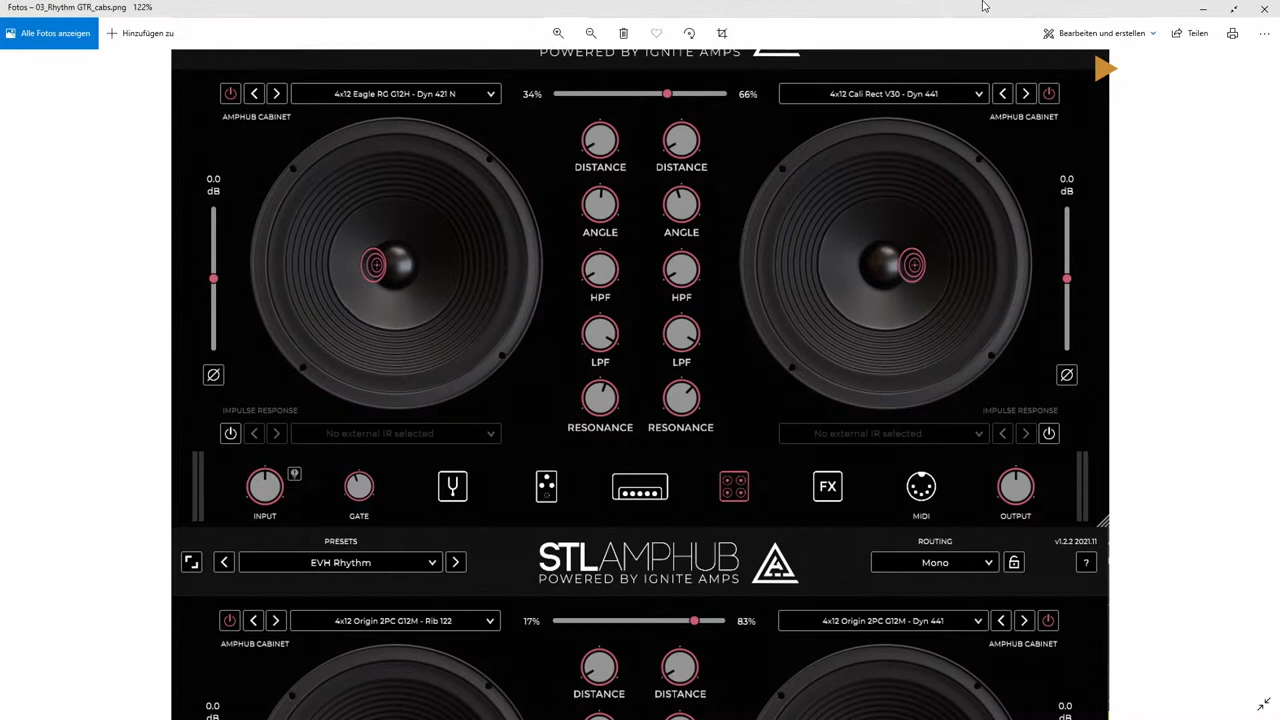 Fotos – 03_Rhythm GTR_cabs.png 122%
Alle Fotos anzeigen
Hinzufügen zu
Bearbeiten und erstellen
Teilen
POWERED BY IGNITE AMPS
4x12 Eagle RG G12H - Dyn 421 N
34%
66%
4x12 Cali Rect V30 - Dyn 441
AMPHUB CABINET
AMPHUB CABINET
DISTANCE
DISTANCE
0.0
dB
0.0
dB
ANGLE
ANGLE
HPF
HPF
LPF
LPF
IMPULSE RESPONSE
IMPULSE RESPONSE
RESONANCE
RESONANCE
No external IR selected
No external IR selected
FX
INPUT
GATE
MIDI
OUTPUT
PRESETS
ROUTING
v1.2.2 2021.11
EVH Rhythm
STLAMPHUB
Mono
?
POWERED BY IGNITE AMPS
4x12 Origin 2PC G12M - Rib 122
17%
83%
4x12 Origin 2PC G12M - Dyn 441
AMPHUB CABINET
AMPHUB CABINET
DISTANCE
DISTANCE
0.0
dB
0.0
dB